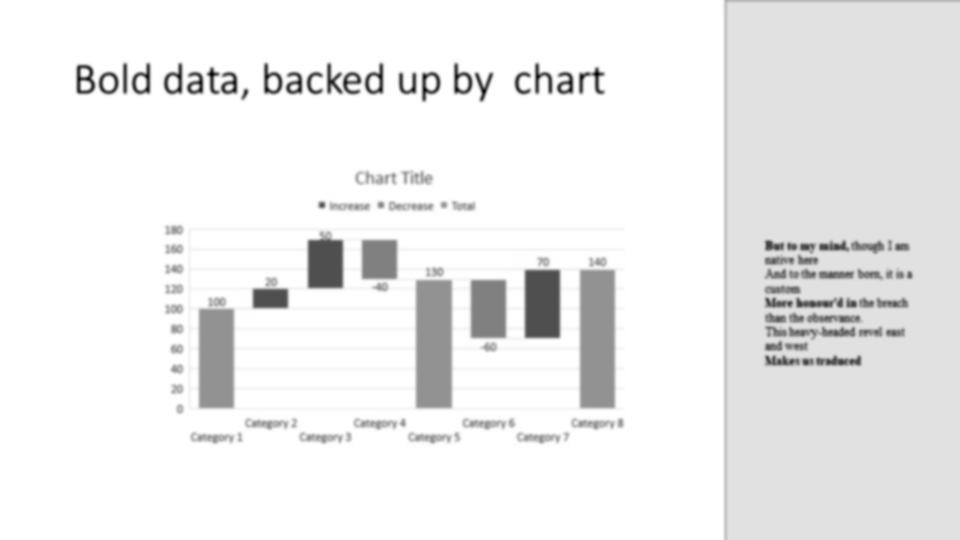 Bold data, backed up by  chart
Chart Title
Increase Decrease Total
180
160
140
120
100
80
60
40
20
0
100
20
50
-40
130
-60
70
140
Category 1
Category 2
Category 3
Category 4
Category 5
Category 6
Category 7
Category 8
But to my mind, though I am
native here
And to the manner born, it is a
custom
More honour'd in the breach
than the observance.
This heavy-headed revel east
and west
Makes us traduced